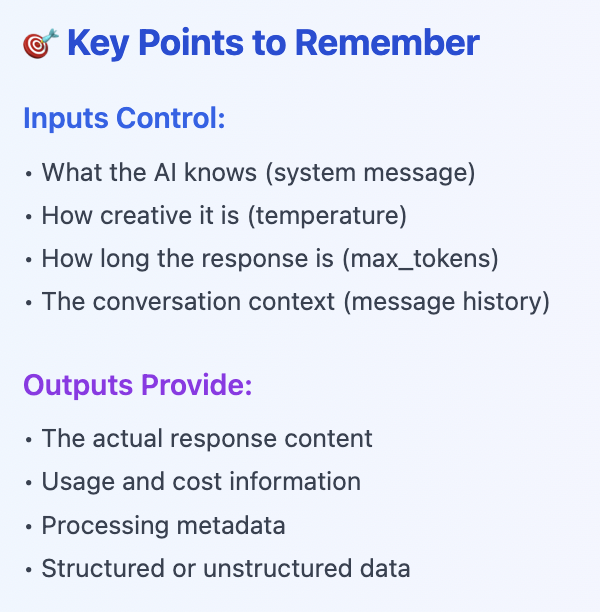 🎯 Key Points to Remember
Inputs Control:
• What the AI knows (system message)
• How creative it is (temperature)
• How long the response is (max_tokens)
• The conversation context (message history)
Outputs Provide:
• The actual response content
• Usage and cost information
• Processing metadata
• Structured or unstructured data